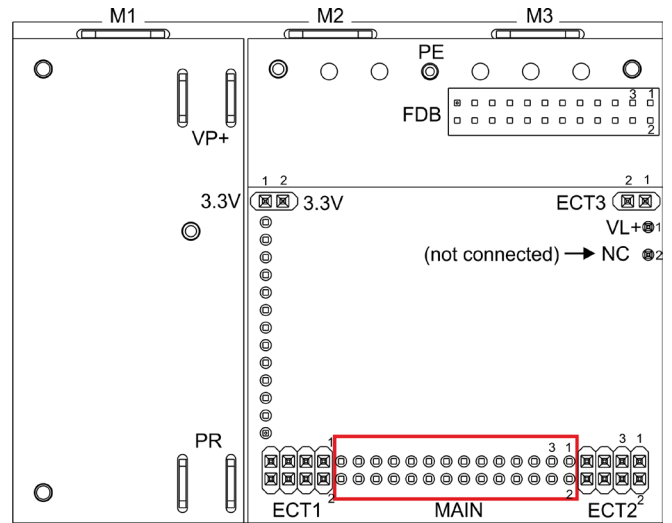 M1 M2 M3
PE
3 1
FDB
2
VP+
1 2 2 1
3.3V 3.3V ECT3
VL+ 1
(not connected) NC 2
PR
1 3 1 3 1
2 2 2
ECT1 MAIN ECT2